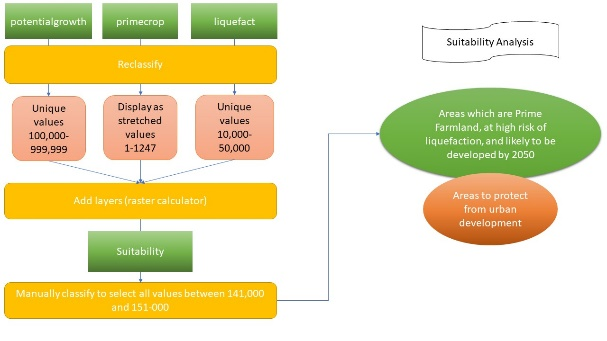 potentialgrowth
primecrop
liquefact
Reclassify
Unique
values
100,000-
999,999
Display as
stretched
values
1-1247
Unique
values
10,000-
50,000
Add layers (raster calculator)
Suitability
Manually classify to select all values between 141,000
and 151-000
Suitability Analysis
Areas which are Prime
Farmland, at high risk of
liquefaction, and likely to be
developed by 2050
Areas to protect
from urban
development